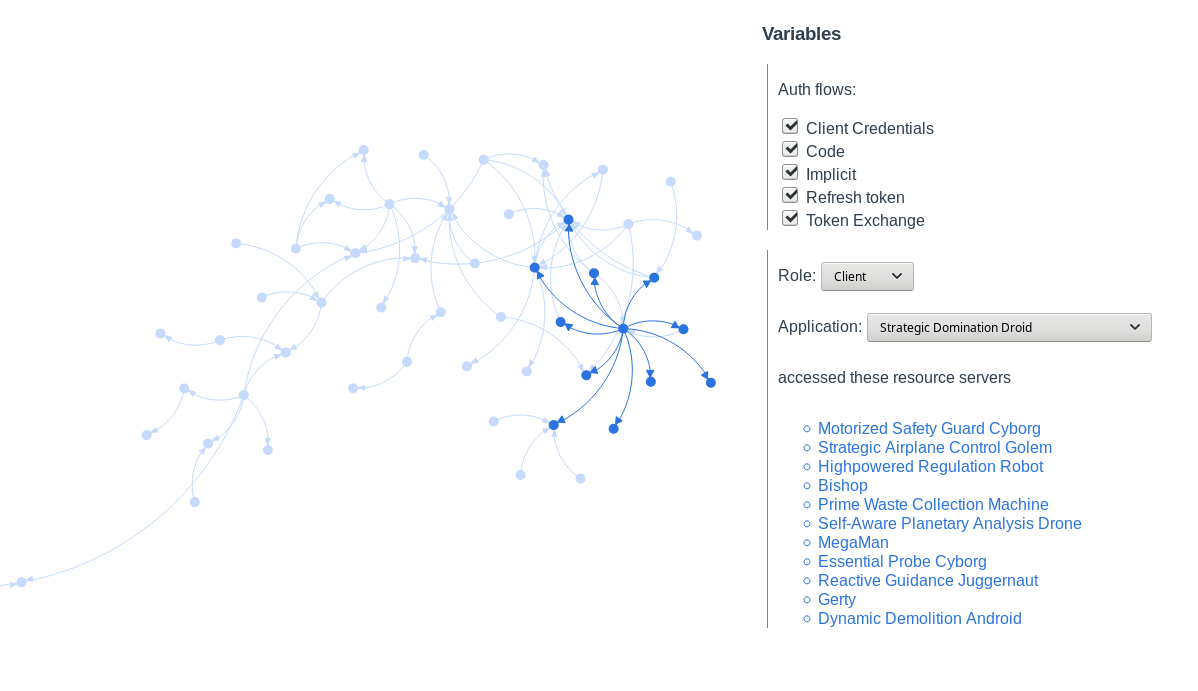 Variables
Auth flows:
Client Credentials
Code
Implicit
Refresh token
Token Exchange
Role: Client
Application: Strategic Domination Droid
accessed these resource servers
Motorized Safety Guard Cyborg
Strategic Airplane Control Golem
Highpowered Regulation Robot
Bishop
Prime Waste Collection Machine
Self-Aware Planetary Analysis Drone
MegaMan
Essential Probe Cyborg
Reactive Guidance Juggernaut
Gerty
Dynamic Demolition Android